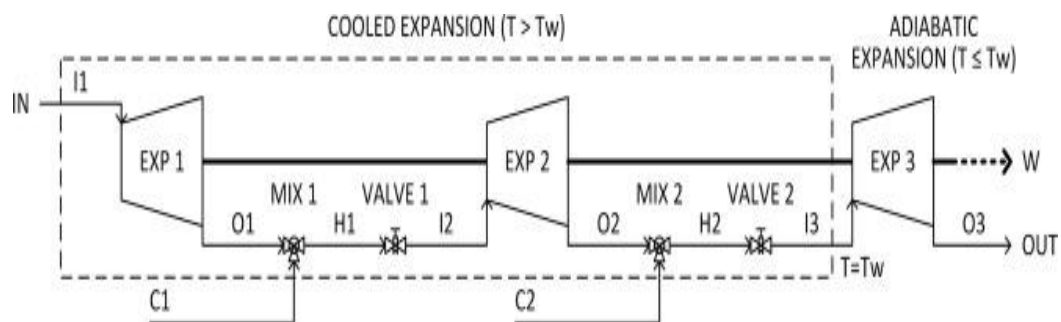 COOLED EXPANSION (T > Tw)
ADIABATIC
EXPANSION (T ≤ Tw)
IN
I1
EXP 1
EXP 2
EXP 3
W
MIX 1
VALVE 1
MIX 2
VALVE 2
O1
H1
I2
O2
H2
I3
O3
OUT
T=Tw
C1
C2